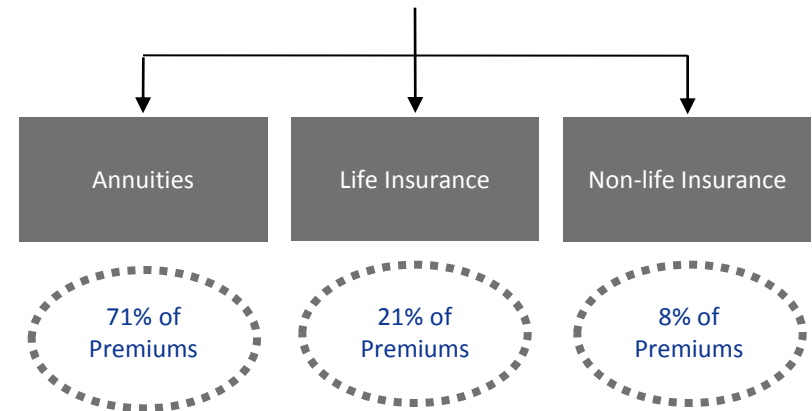 Annuities
Life Insurance
Non-life Insurance
71% of
Premiums
21% of
Premiums
8% of
Premiums